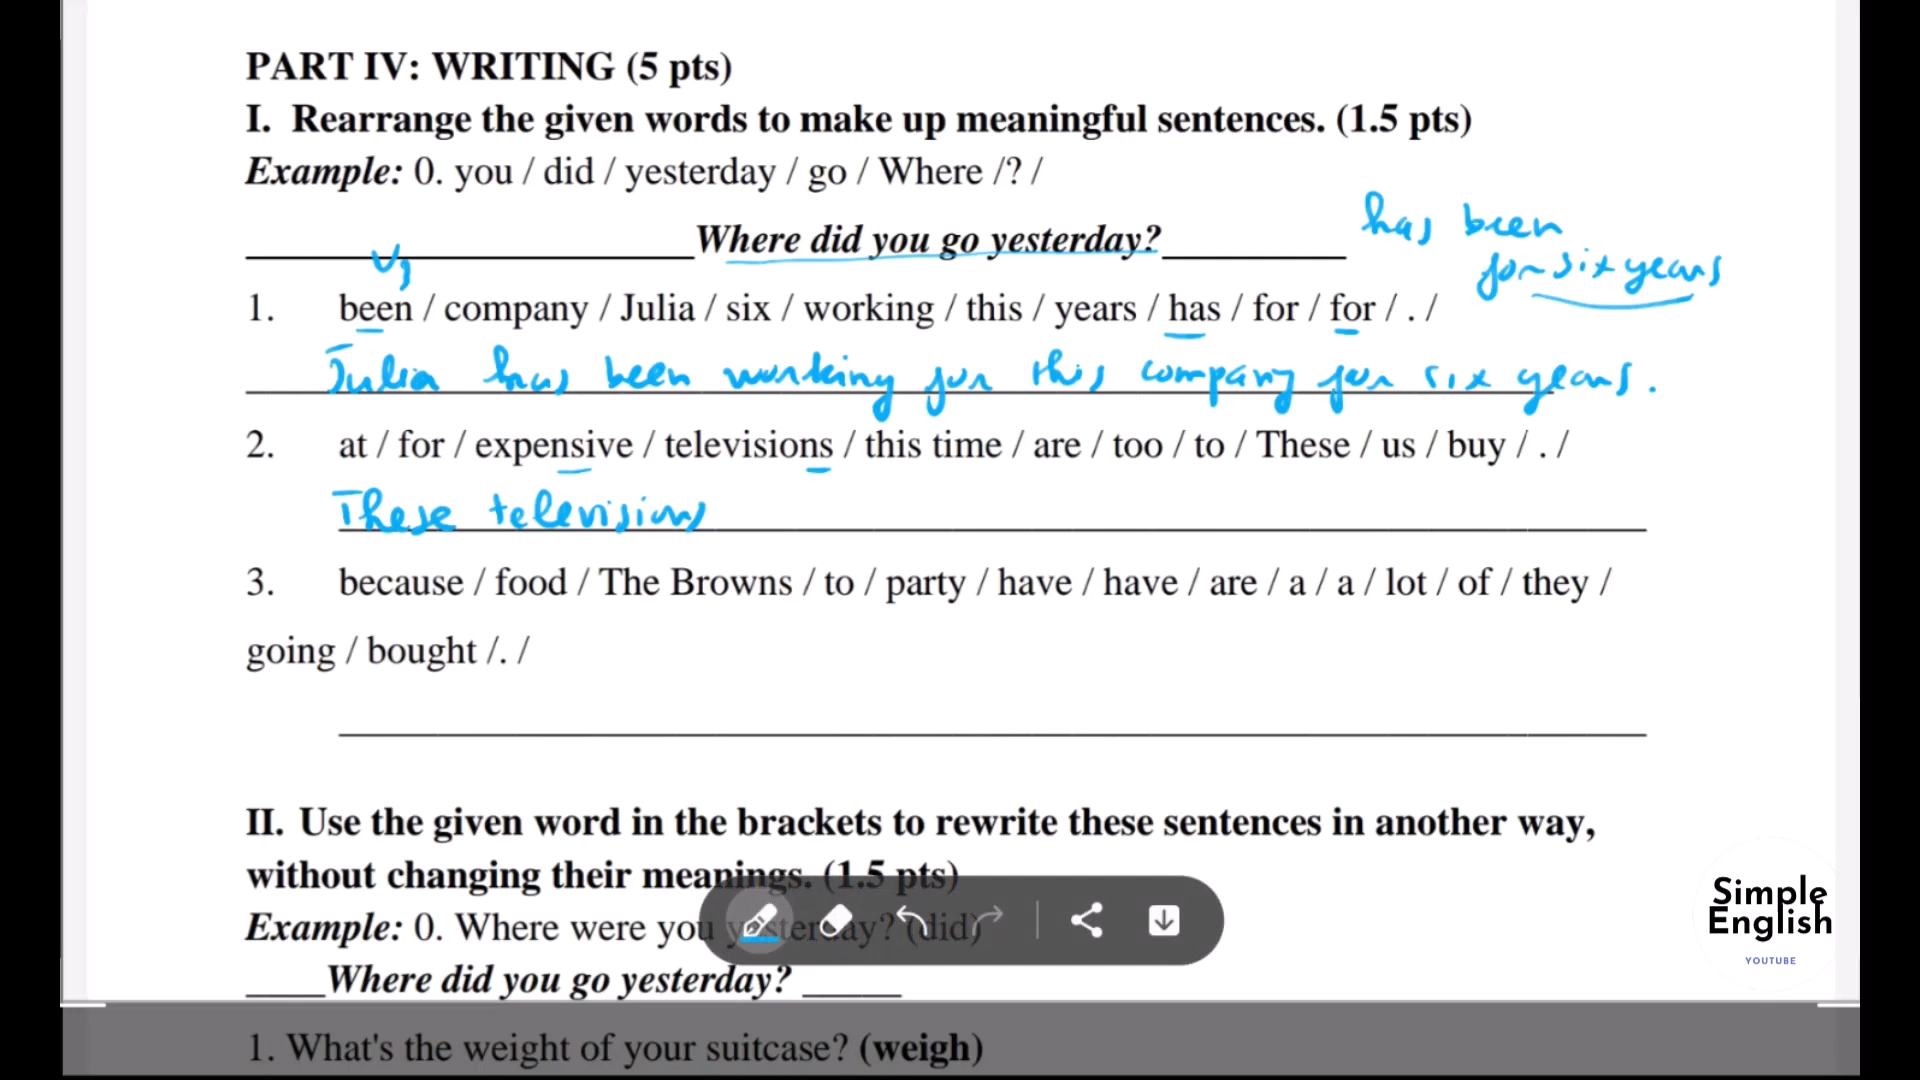 PART IV: WRITING (5 pts)
I. Rearrange the given words to make up meaningful sentences. (1.5 pts)
Example: 0. you / did / yesterday / go / Where /? /
has been
Where did you go yesterday?
for six years
1. been / company / Julia / six / working / this / years / has / for / for / . /
Julia has been working for this company for six years.
2. at / for / expensive / televisions / this time / are / too / to / These / us / buy / . /
These televisions
3. because / food / The Browns / to / party / have / have / are / a / a / lot / of / they /
going / bought /. /
II. Use the given word in the brackets to rewrite these sentences in another way,
without changing their meanings. (1.5 pts)
Example: 0. Where were you yesterday? (did)
Where did you go yesterday?
1. What's the weight of your suitcase? (weigh)
Simple
English
YOUTUBE